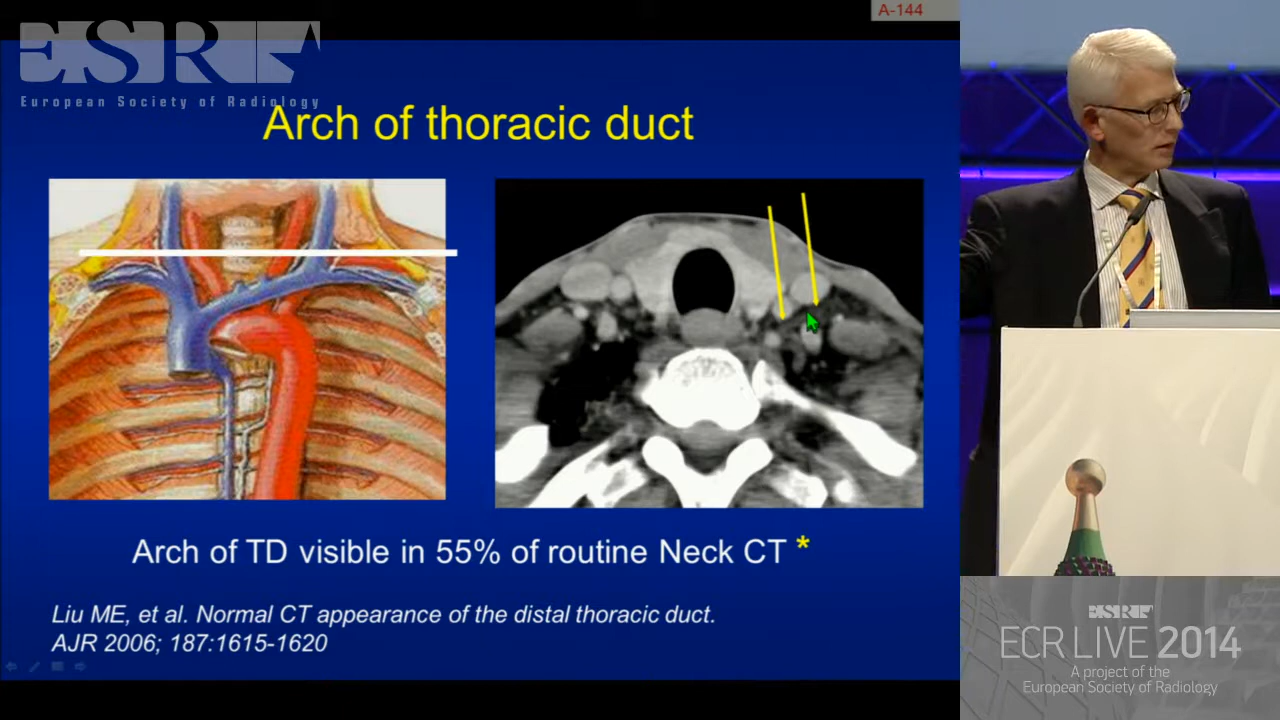 A-144
ESR
European Society of Radiology
Arch of thoracic duct
Arch of TD visible in 55% of routine Neck CT *
Liu ME, et al. Normal CT appearance of the distal thoracic duct.
AJR 2006; 187:1615-1620
ESR
ECR LIVE 2014
A project of the
European Society of Radiology